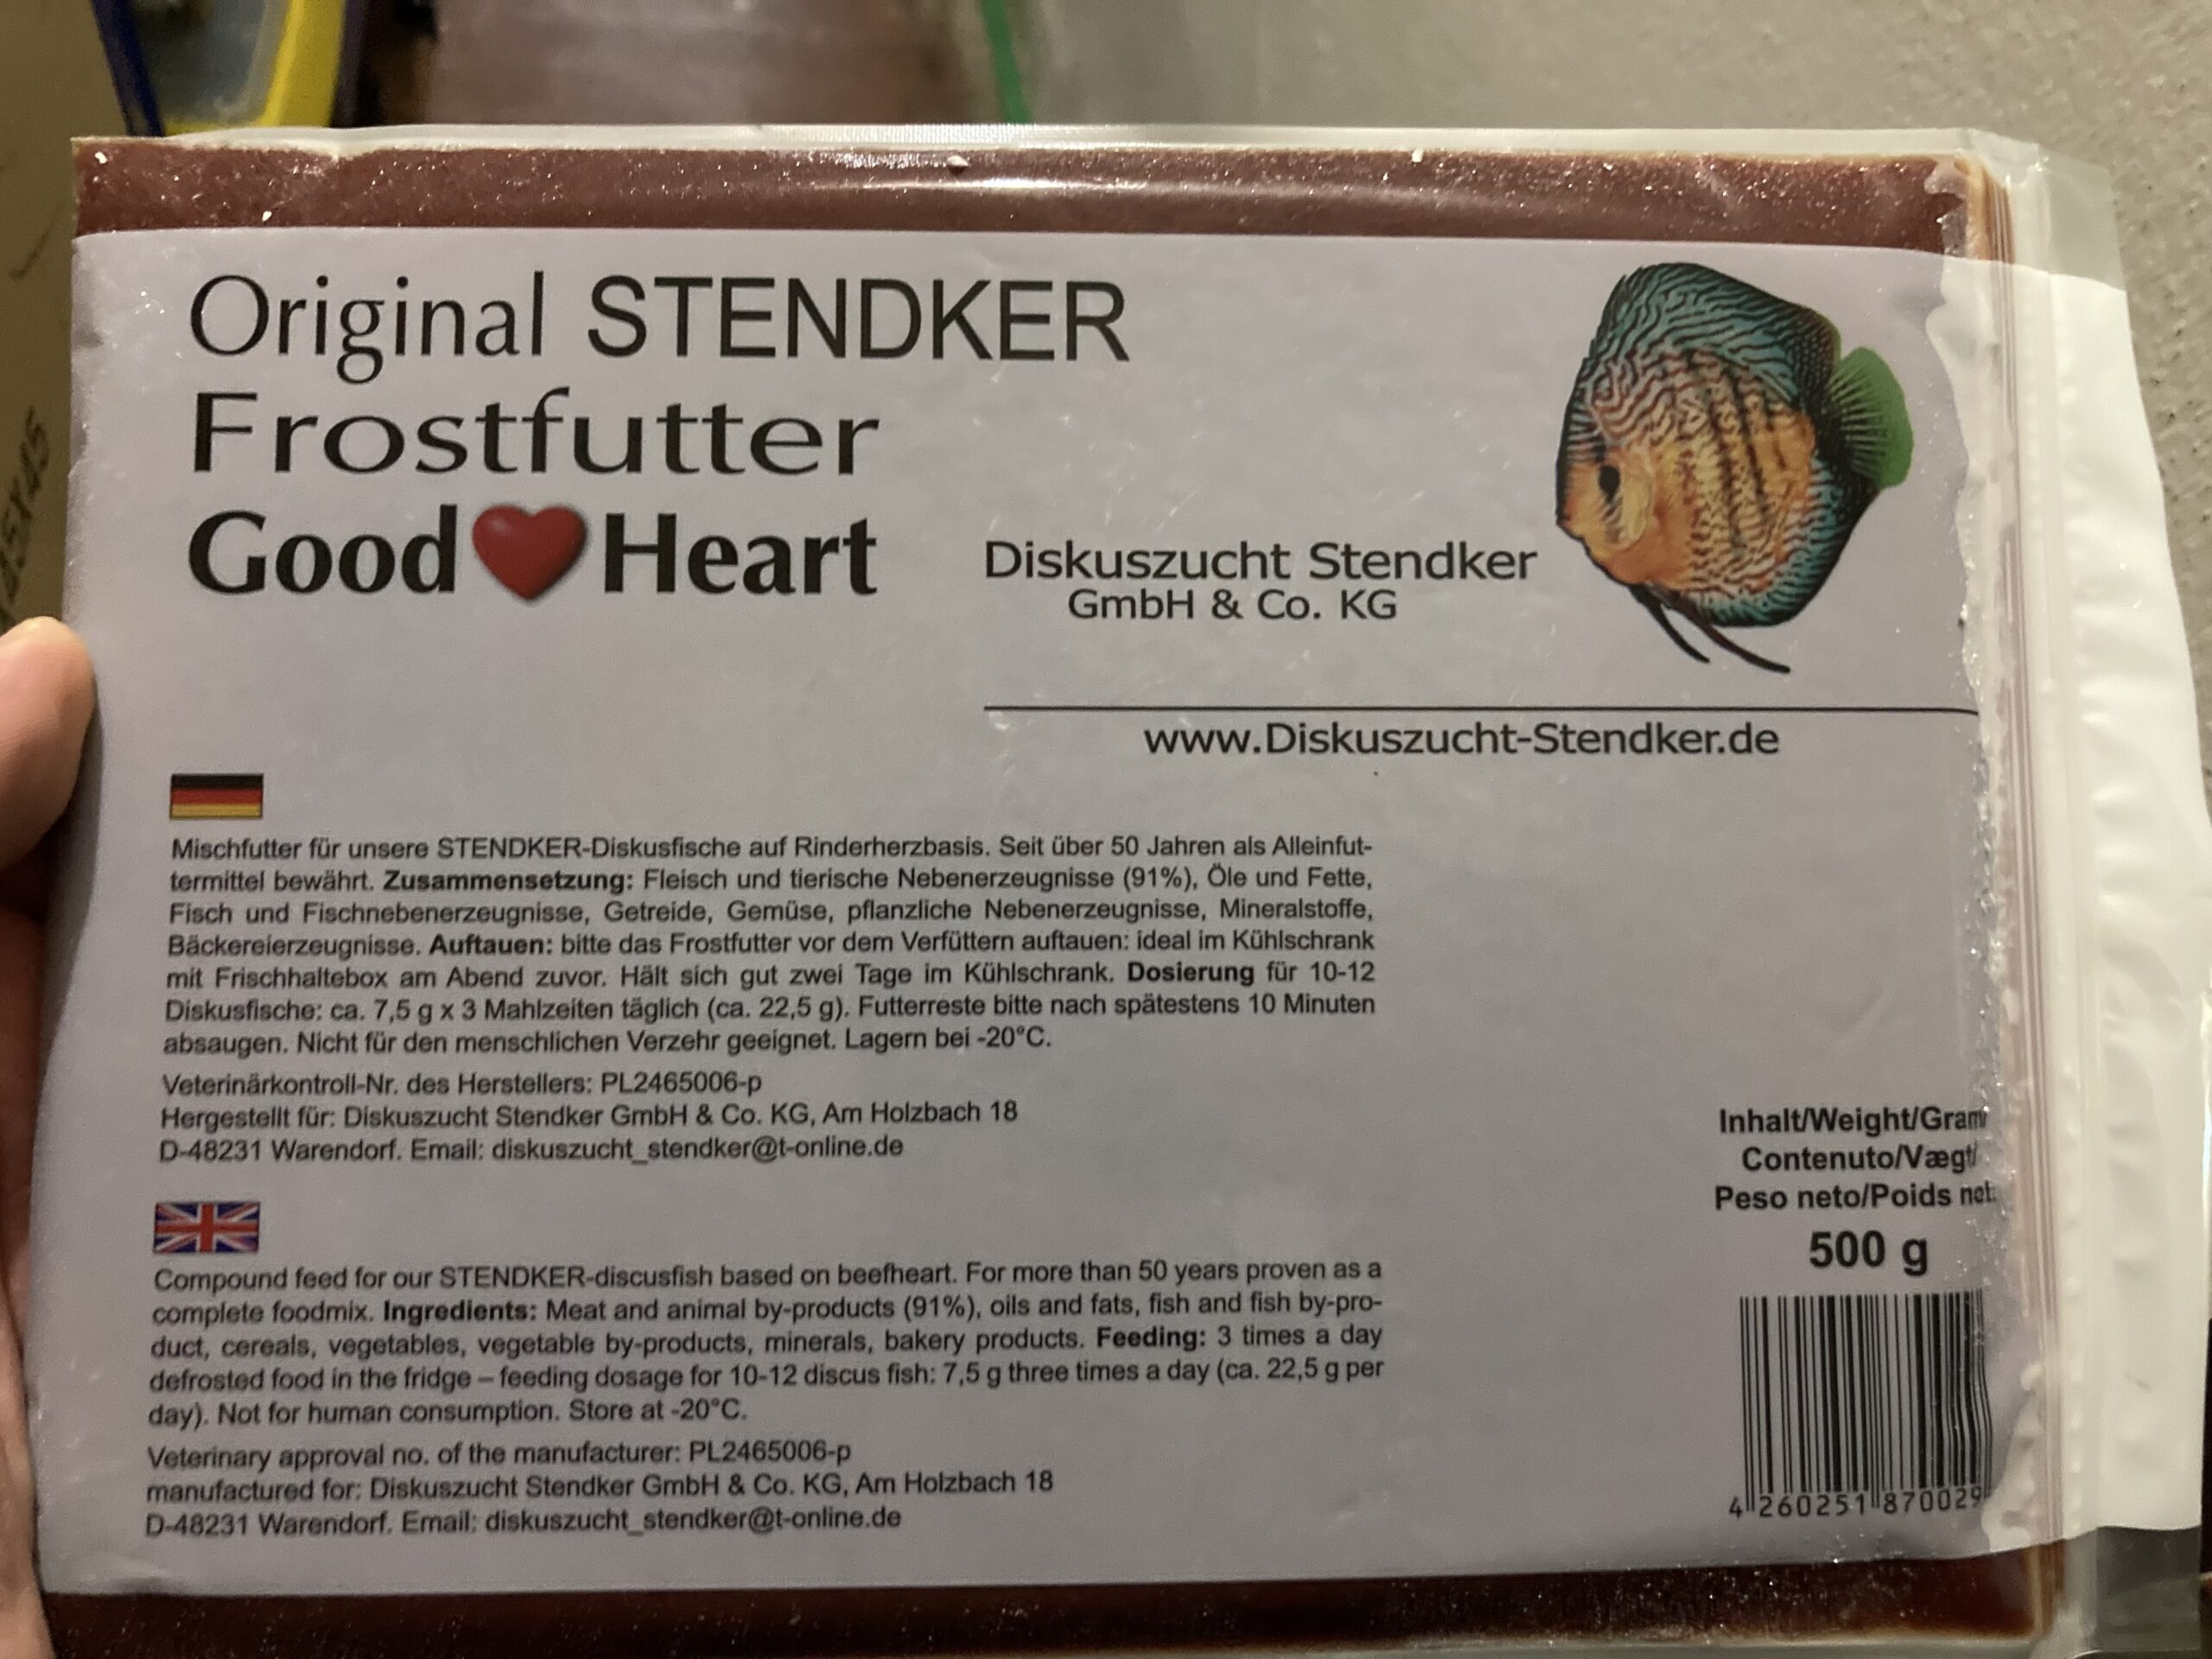 Original STENDKER
Frostfutter
Good Heart
Diskuszucht Stendker
GmbH & Co. KG
www.Diskuszucht-Stendker.de
Mischfutter für unsere STENDKER-Diskusfische auf Rinderherzbasis. Seit über 50 Jahren als Alleinfut-
termittel bewährt. Zusammensetzung: Fleisch und tierische Nebenerzeugnisse (91%), Öle und Fette,
Fisch und Fischnebenerzeugnisse, Getreide, Gemüse, pflanzliche Nebenerzeugnisse, Mineralstoffe,
Bäckereierzeugnisse. Auftauen: bitte das Frostfutter vor dem Verfüttern auftauen: ideal im Kühlschrank
mit Frischhaltebox am Abend zuvor. Hält sich gut zwei Tage im Kühlschrank. Dosierung für 10-12
Diskusfische: ca. 7,5 g x 3 Mahlzeiten täglich (ca. 22,5 g). Futterreste bitte nach spätestens 10 Minuten
absaugen. Nicht für den menschlichen Verzehr geeignet. Lagern bei -20°C.
Veterinärkontroll-Nr. des Herstellers: PL2465006-p
Hergestellt für: Diskuszucht Stendker GmbH & Co. KG, Am Holzbach 18
D-48231 Warendorf. Email: diskuszucht_stendker@t-online.de
Compound feed for our STENDKER-discusfish based on beefheart. For more than 50 years proven as a
complete foodmix. Ingredients: Meat and animal by-products (91%), oils and fats, fish and fish by-pro-
duct, cereals, vegetables, vegetable by-products, minerals, bakery products. Feeding: 3 times a day
defrosted food in the fridge – feeding dosage for 10-12 discus fish: 7,5 g three times a day (ca. 22,5 g per
day). Not for human consumption. Store at -20°C.
Veterinary approval no. of the manufacturer: PL2465006-p
manufactured for: Diskuszucht Stendker GmbH & Co. KG, Am Holzbach 18
D-48231 Warendorf. Email: diskuszucht_stendker@t-online.de
Inhalt/Weight/Gram
Contenuto/Vægt/
Peso neto/Poids net:
500 g
4 260251 870029